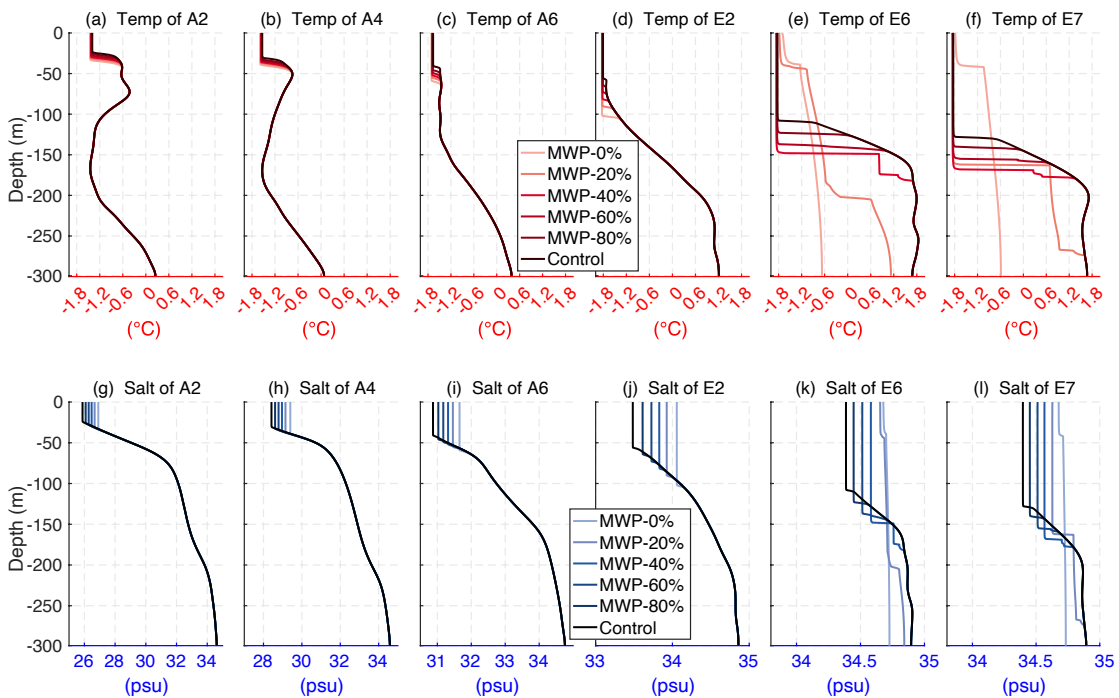 (a) Temp of A2
(b) Temp of A4
(c) Temp of A6
(d) Temp of E2
(e) Temp of E6
(f) Temp of E7
0
-50
-100
-150
-200
-250
-300
Depth (m)
MWP-0%
MWP-20%
MWP-40%
MWP-60%
MWP-80%
Control
-1.8 -1.2 -0.6 0 0.6 1.2 1.8
-1.8 -1.2 -0.6 0 0.6 1.2 1.8
-1.8 -1.2 -0.6 0 0.6 1.2 1.8
-1.8 -1.2 -0.6 0 0.6 1.2 1.8
-1.8 -1.2 -0.6 0 0.6 1.2 1.8
-1.8 -1.2 -0.6 0 0.6 1.2 1.8
(°C) (°C) (°C) (°C) (°C) (°C)
(g) Salt of A2
(h) Salt of A4
(i) Salt of A6
(j) Salt of E2
(k) Salt of E6
(l) Salt of E7
0
-50
-100
-150
-200
-250
-300
Depth (m)
MWP-0%
MWP-20%
MWP-40%
MWP-60%
MWP-80%
Control
26 28 30 32 34
28 30 32 34
31 32 33 34
33 34 35
34 34.5 35
34 34.5 35
(psu) (psu) (psu) (psu) (psu) (psu)